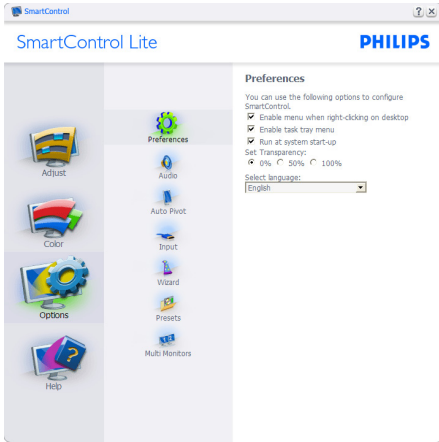 SmartControl
SmartControl Lite
PHILIPS
Adjust
Color
Options
Help
Preferences
Audio
Auto Pivot
Input
Wizard
Presets
Multi Monitors
Preferences
You can use the following options to configure
SmartControl.
Enable menu when right-clicking on desktop
Enable task tray menu
Run at system start-up
Set Transparency:
0% 50% 100%
Select language:
English